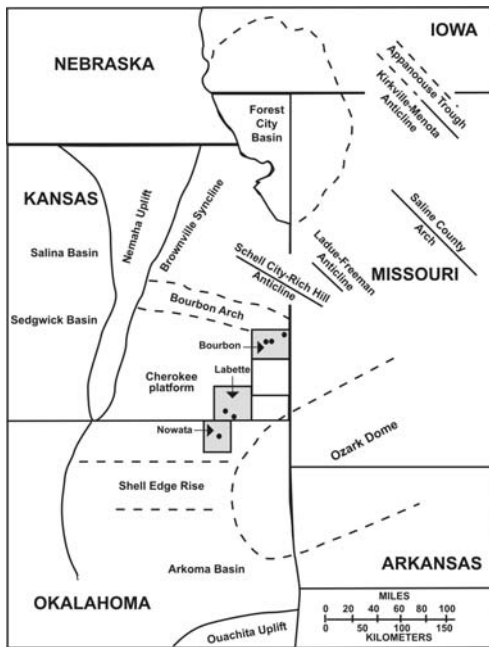 IOWA
NEBRASKA
Appanoouse Trough
Kirkville-Menota
Anticline
Forest
City
Basin
KANSAS
Nemaha Uplift
Brownville Syncline
Salina Basin
Saline County
Arch
Ladue-Freeman
Anticline
Schell City-Rich Hill
Anticline
MISSOURI
Sedgwick Basin
Bourbon Arch
Bourbon
Labette
Cherokee
platform
Nowata
Ozark Dome
Shell Edge Rise
Arkoma Basin
ARKANSAS
OKALAHOMA
MILES
0 20 40 60 80 100
0 50 100 150
KILOMETERS
Ouachita Uplift